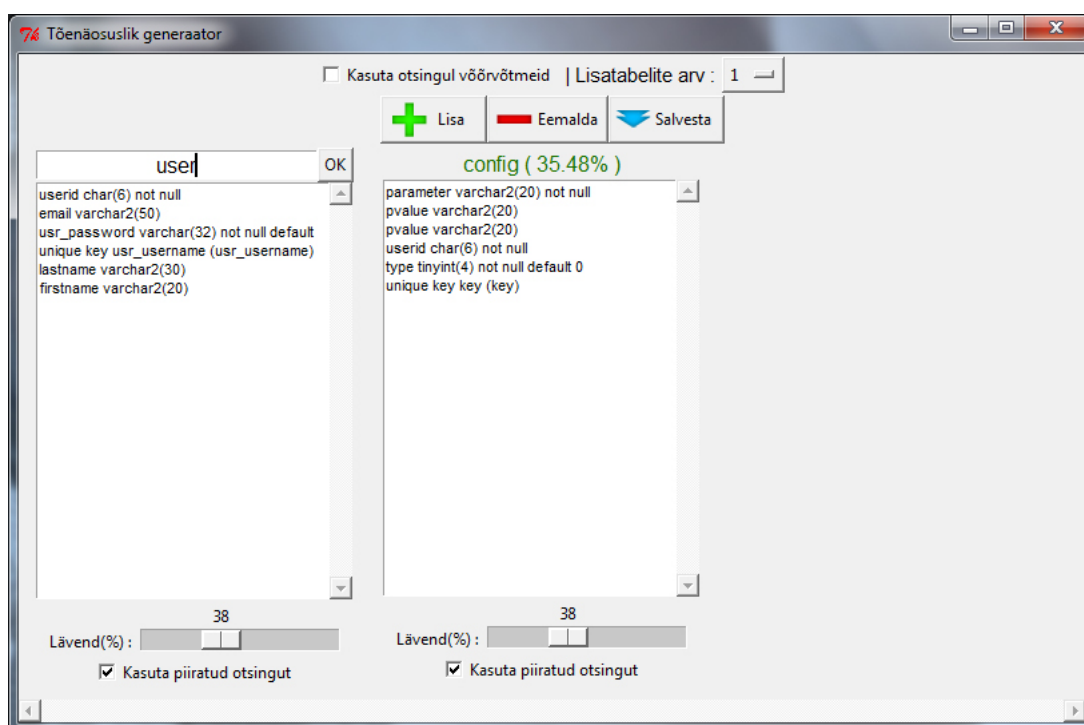 Tõenäosuslik generaator
Kasuta otsingul võõrvõtmeid | Lisatabelite arv : 1
Lisa Eemalda Salvesta
user OK
config ( 35.48% )
userid char(6) not null
email varchar2(50)
usr_password varchar(32) not null default
unique key usr_username (usr_username)
lastname varchar2(30)
firstname varchar2(20)
parameter varchar2(20) not null
pvalue varchar2(20)
pvalue varchar2(20)
userid char(6) not null
type tinyint(4) not null default 0
unique key key (key)
38
Lävend(%) :
Kasuta piiratud otsingut
38
Lävend(%) :
Kasuta piiratud otsingut